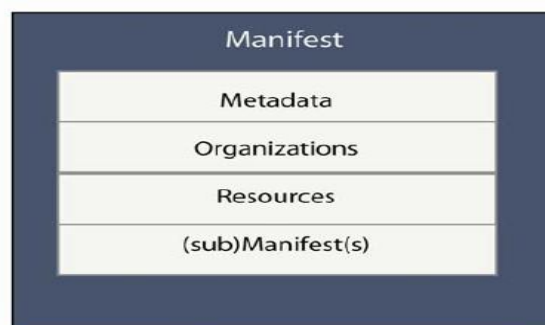 Manifest
Metadata
Organizations
Resources
(sub)Manifest(s)